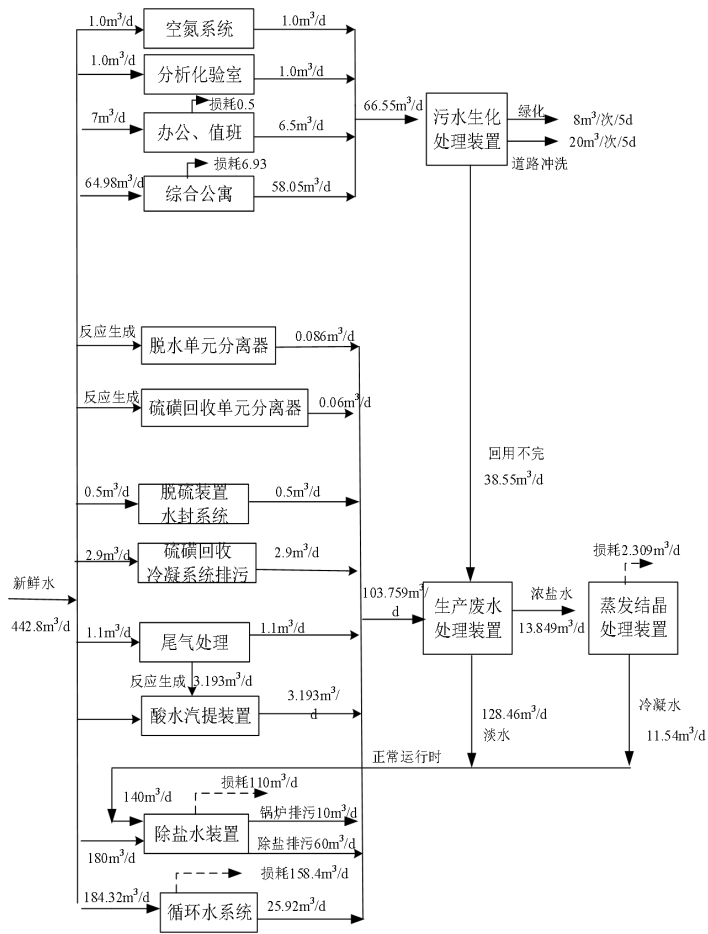 1.0m³/d
空氮系统
1.0m³/d
1.0m³/d
分析化验室
1.0m³/d
损耗0.5
7m³/d
办公、值班
6.5m³/d
损耗6.93
64.98m³/d
综合公寓
58.05m³/d
66.55m³/d
污水生化
处理装置
绿化
8m³/次/5d
20m³/次/5d
道路冲洗
反应生成
脱水单元分离器
0.086m³/d
反应生成
硫磺回收单元分离器
0.06m³/d
回用不完
38.55m³/d
0.5m³/d
脱硫装置
水封系统
0.5m³/d
2.9m³/d
硫磺回收
冷凝系统排污
2.9m³/d
新鲜水
442.8m³/d
103.759m³/
d
生产废水
处理装置
浓盐水
13.849m³/d
损耗2.309m³/d
蒸发结晶
处理装置
1.1m³/d
尾气处理
1.1m³/d
反应生成
3.193m³/d
酸水汽提装置
3.193m³/
d
128.46m³/d
淡水
冷凝水
11.54m³/d
正常运行时
损耗110m³/d
140m³/d
锅炉排污10m³/d
除盐水装置
除盐排污60m³/d
180m³/d
损耗158.4m³/d
184.32m³/d
循环水系统
25.92m³/d